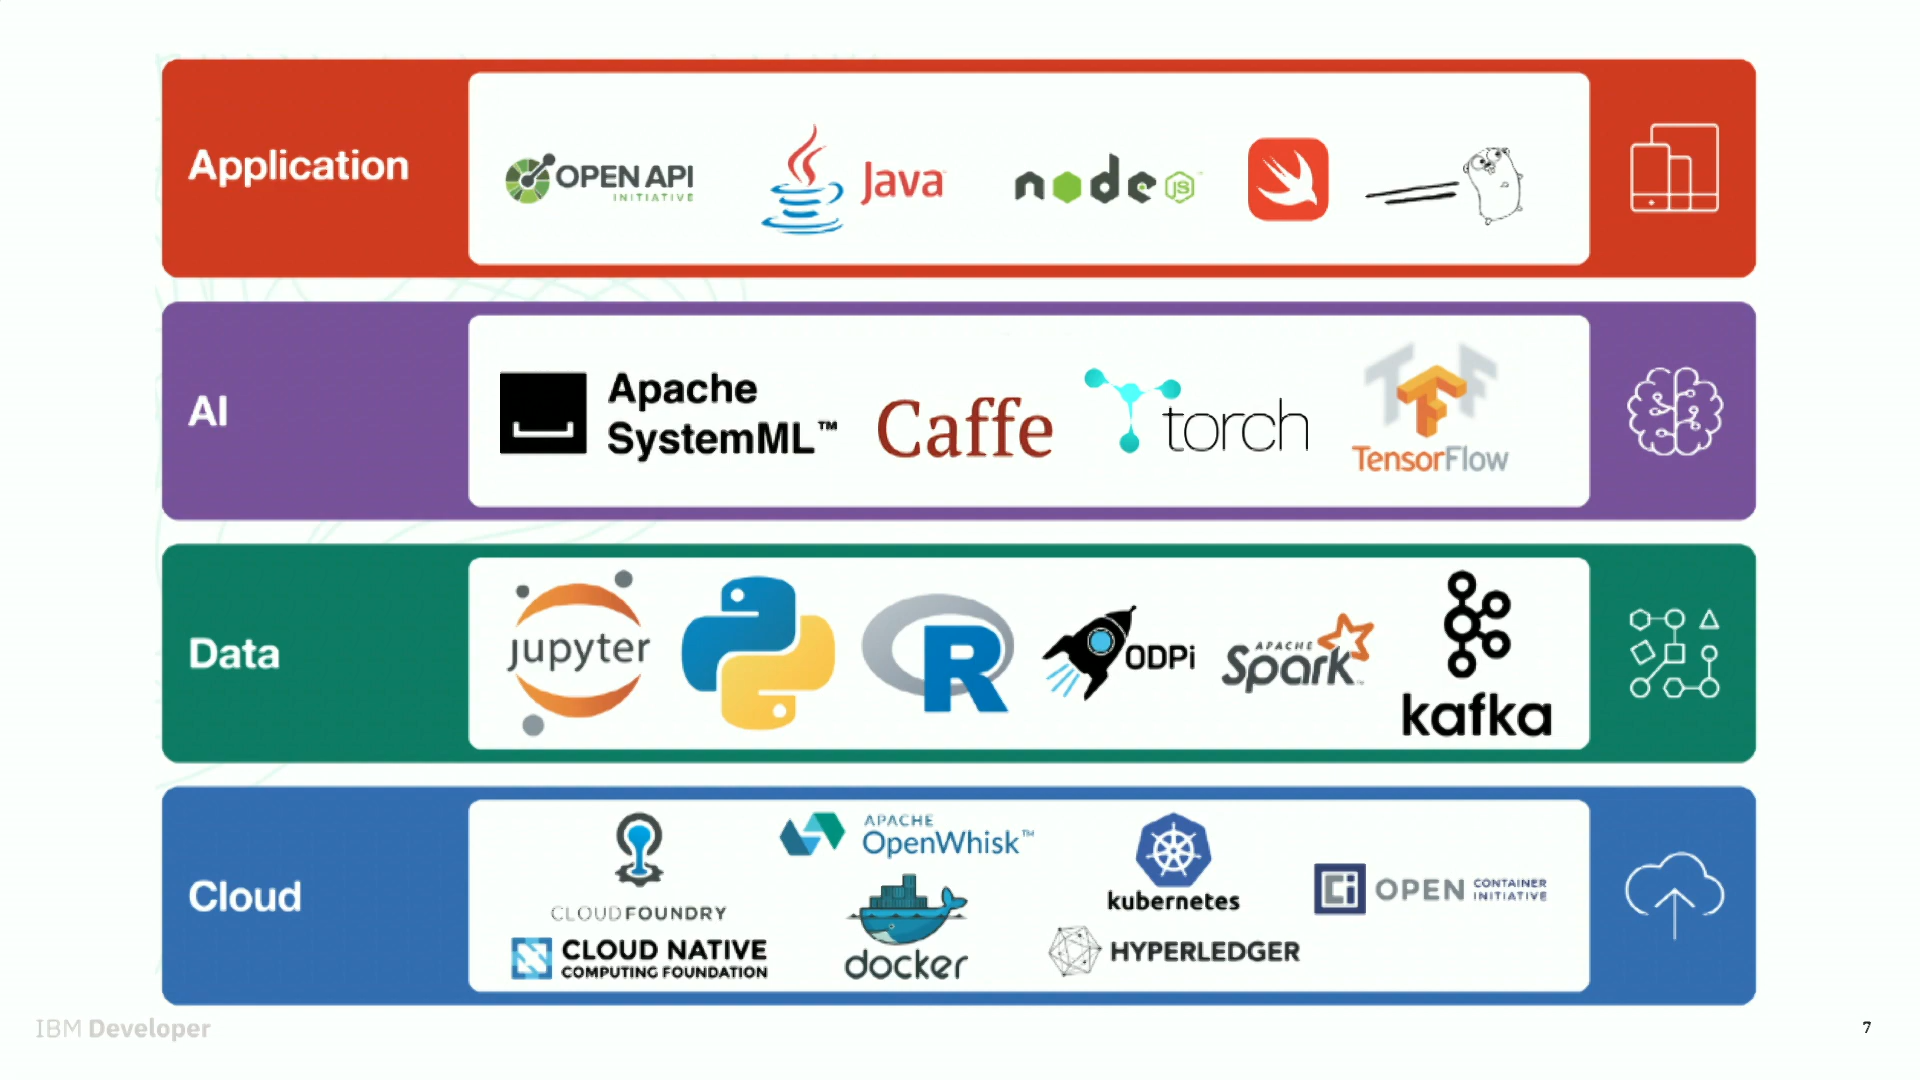 Application
OPEN API
INITIATIVE
Java
node
JS
AI
Apache
SystemML™
Caffe
torch
TensorFlow
Data
jupyter
R
ODPi
APACHE
Spark™
kafka
Cloud
CLOUDFOUNDRY
CLOUD NATIVE
COMPUTING FOUNDATION
APACHE
OpenWhisk™
docker
kubernetes
HYPERLEDGER
OPEN CONTAINER
INITIATIVE
IBM Developer
7